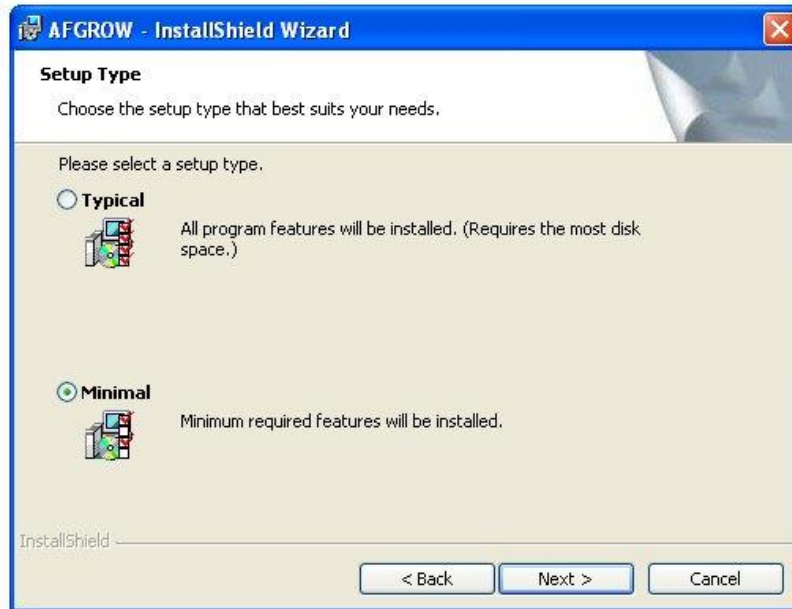 AFGROW - InstallShield Wizard
Setup Type
Choose the setup type that best suits your needs.
Please select a setup type.
Typical
All program features will be installed. (Requires the most disk
space.)
Minimal
Minimum required features will be installed.
InstallShield
< Back Next > Cancel